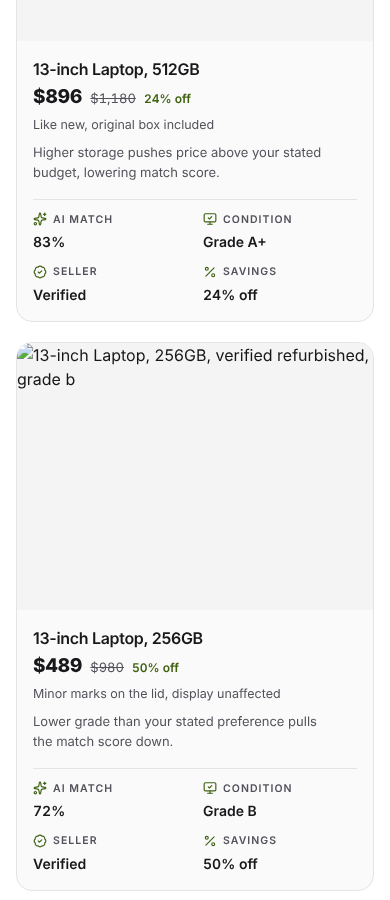 13-inch Laptop, 512GB
$896 $1,180 24% off
Like new, original box included
Higher storage pushes price above your stated
budget, lowering match score.
AI MATCH CONDITION
83% Grade A+
SELLER SAVINGS
Verified 24% off
13-inch Laptop, 256GB, verified refurbished,
grade b
13-inch Laptop, 256GB
$489 $980 50% off
Minor marks on the lid, display unaffected
Lower grade than your stated preference pulls
the match score down.
AI MATCH CONDITION
72% Grade B
SELLER SAVINGS
Verified 50% off